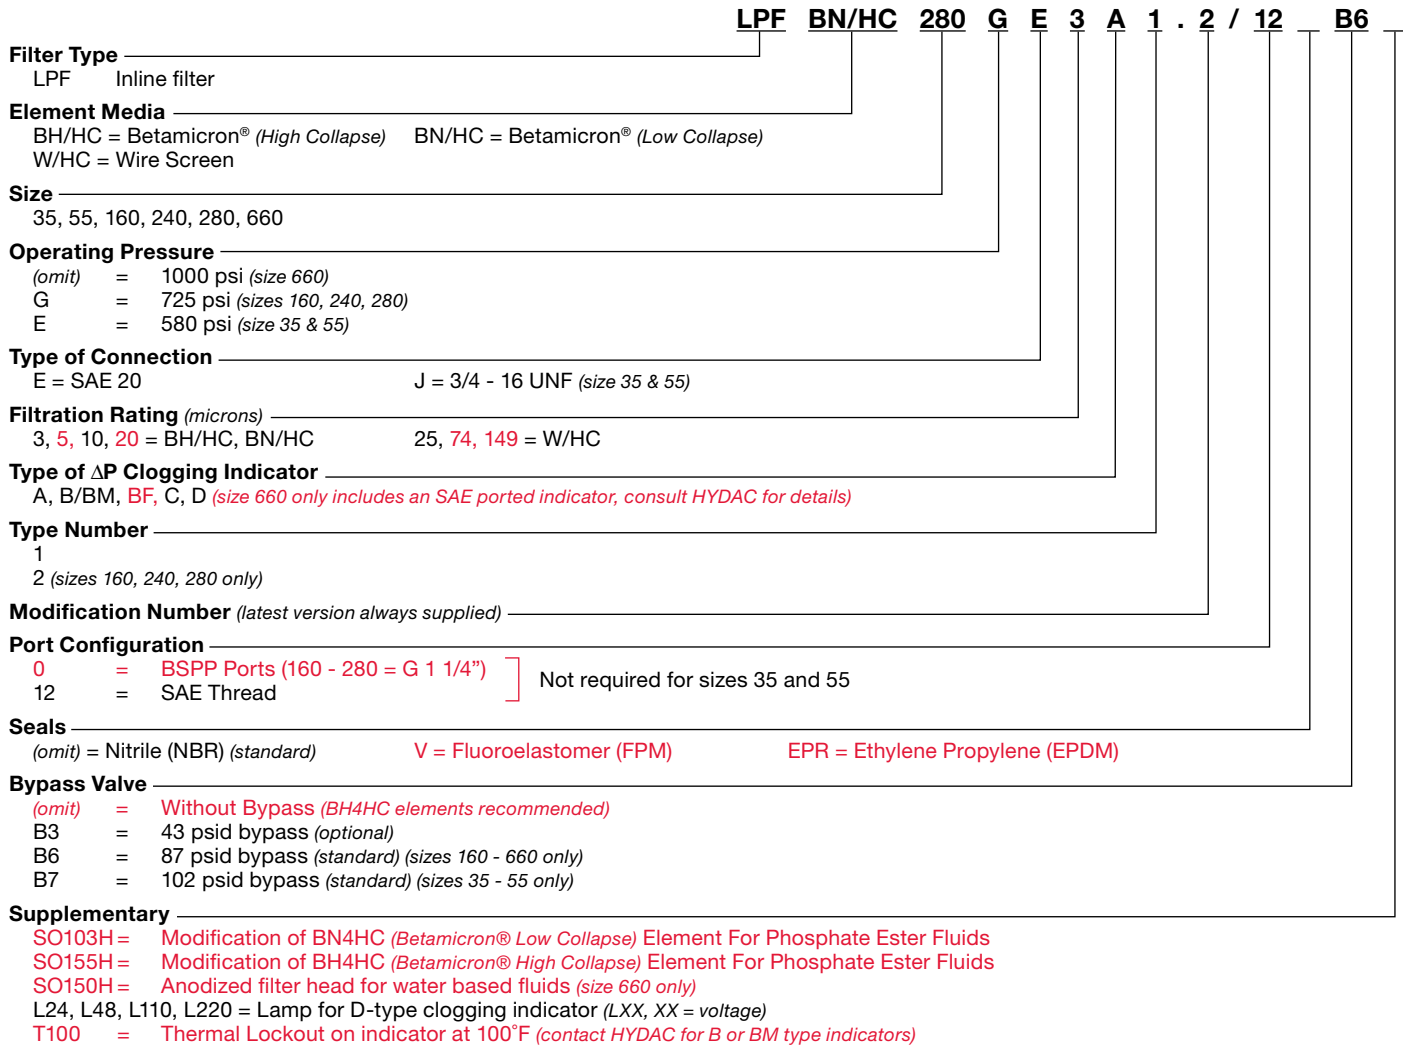 LPF BN/HC 280 G E 3 A 1 . 2 / 12 _ B6 _
Filter Type
LPF Inline filter
Element Media
BH/HC = Betamicron® (High Collapse) BN/HC = Betamicron® (Low Collapse)
W/HC = Wire Screen
Size
35, 55, 160, 240, 280, 660
Operating Pressure
(omit) = 1000 psi (size 660)
G = 725 psi (sizes 160, 240, 280)
E = 580 psi (size 35 & 55)
Type of Connection
E = SAE 20 J = 3/4 - 16 UNF (size 35 & 55)
Filtration Rating (microns)
3, 5, 10, 20 = BH/HC, BN/HC 25, 74, 149 = W/HC
Type of ∆P Clogging Indicator
A, B/BM, BF, C, D (size 660 only includes an SAE ported indicator, consult HYDAC for details)
Type Number
1
2 (sizes 160, 240, 280 only)
Modification Number (latest version always supplied)
Port Configuration
0 = BSPP Ports (160 - 280 = G 1 1/4”)
Not required for sizes 35 and 55
12 = SAE Thread
Seals
(omit) = Nitrile (NBR) (standard) V = Fluoroelastomer (FPM) EPR = Ethylene Propylene (EPDM)
Bypass Valve
(omit) = Without Bypass (BH4HC elements recommended)
B3 = 43 psid bypass (optional)
B6 = 87 psid bypass (standard) (sizes 160 - 660 only)
B7 = 102 psid bypass (standard) (sizes 35 - 55 only)
Supplementary
SO103H = Modification of BN4HC (Betamicron® Low Collapse) Element For Phosphate Ester Fluids
SO155H = Modification of BH4HC (Betamicron® High Collapse) Element For Phosphate Ester Fluids
SO150H = Anodized filter head for water based fluids (size 660 only)
L24, L48, L110, L220 = Lamp for D-type clogging indicator (LXX, XX = voltage)
T100 = Thermal Lockout on indicator at 100˚F (contact HYDAC for B or BM type indicators)